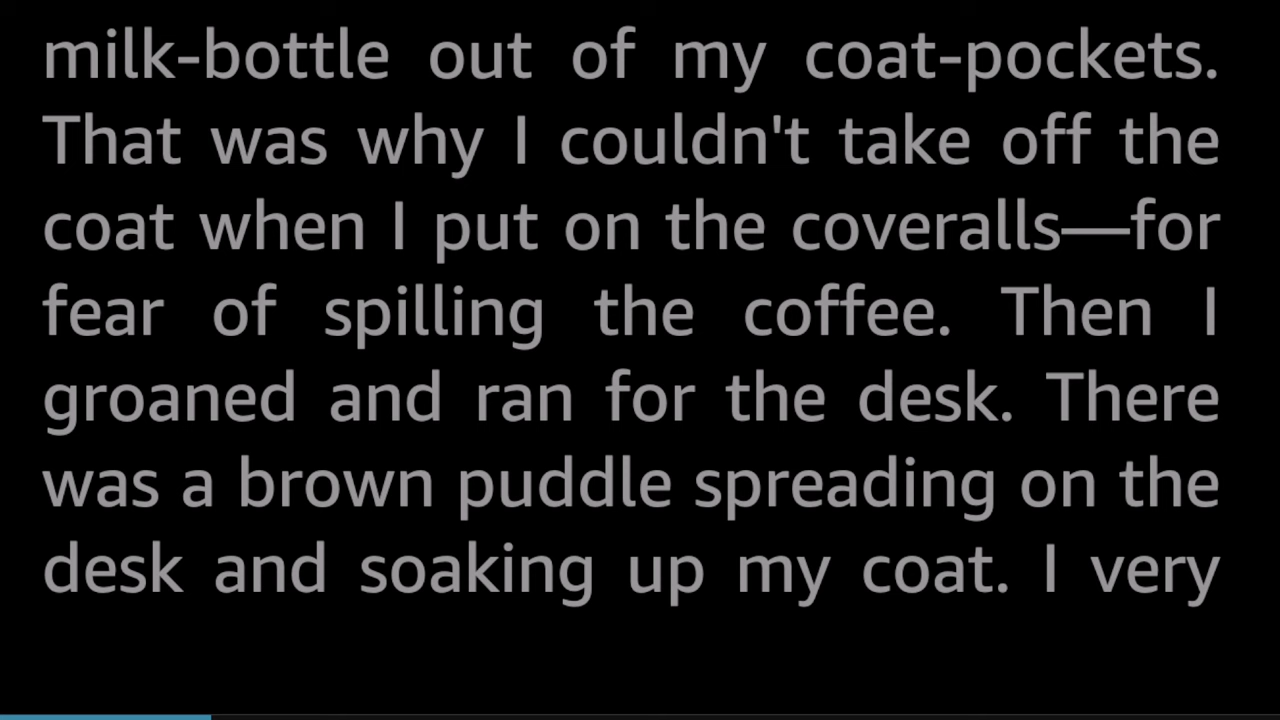 milk-bottle out of my coat-pockets.
That was why I couldn't take off the
coat when I put on the coveralls—for
fear of spilling the coffee. Then I
groaned and ran for the desk. There
was a brown puddle spreading on the
desk and soaking up my coat. I very